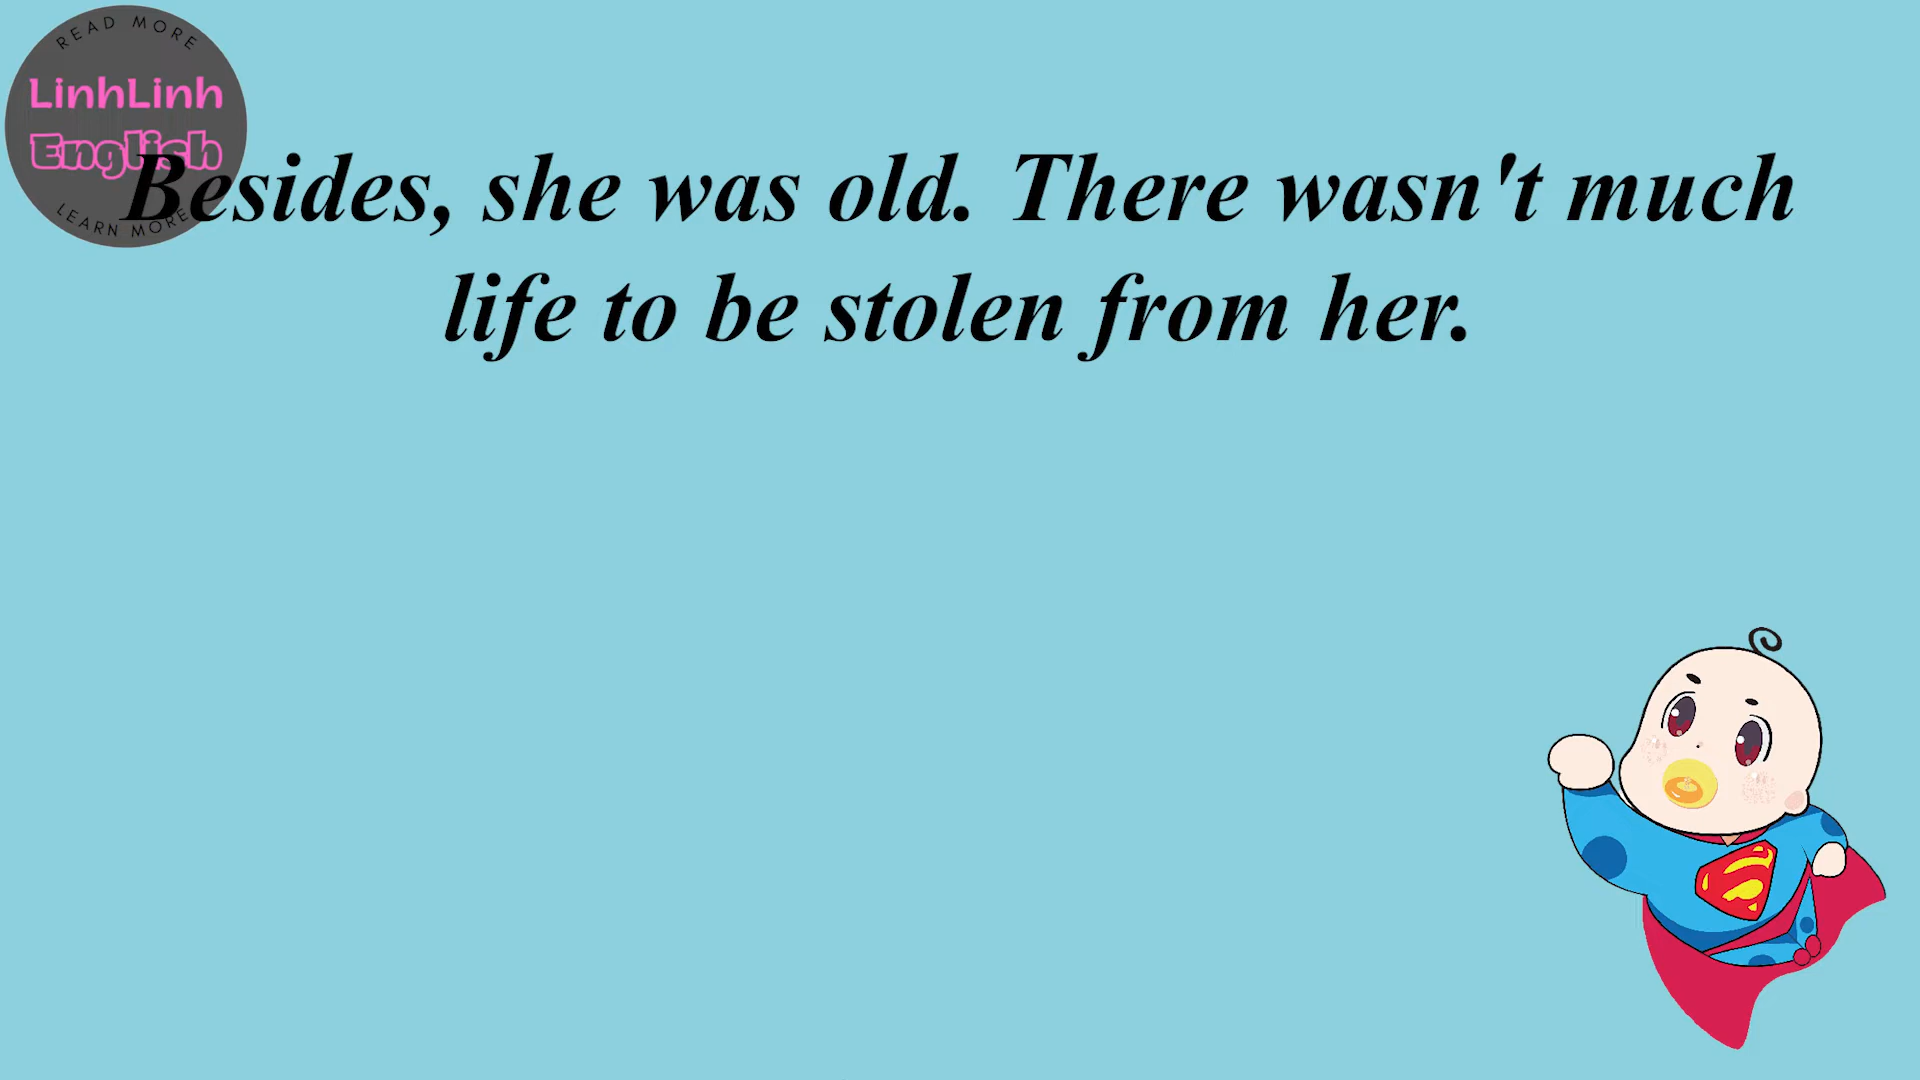 READ MORE
LinhLinh
English
LEARN MORE
Besides, she was old. There wasn't much
life to be stolen from her.